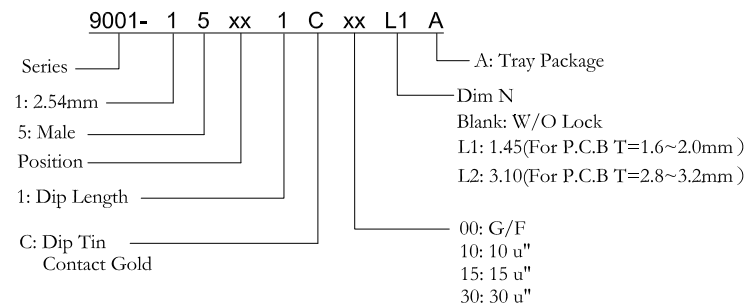 9001- 1 5 xx 1 C xx L1 A
Series
1: 2.54mm
5: Male
Position
1: Dip Length
C: Dip Tin
Contact Gold
A: Tray Package
Dim N
Blank: W/O Lock
L1: 1.45(For P.C.B T=1.6~2.0mm )
L2: 3.10(For P.C.B T=2.8~3.2mm )
00: G/F
10: 10 u"
15: 15 u"
30: 30 u"